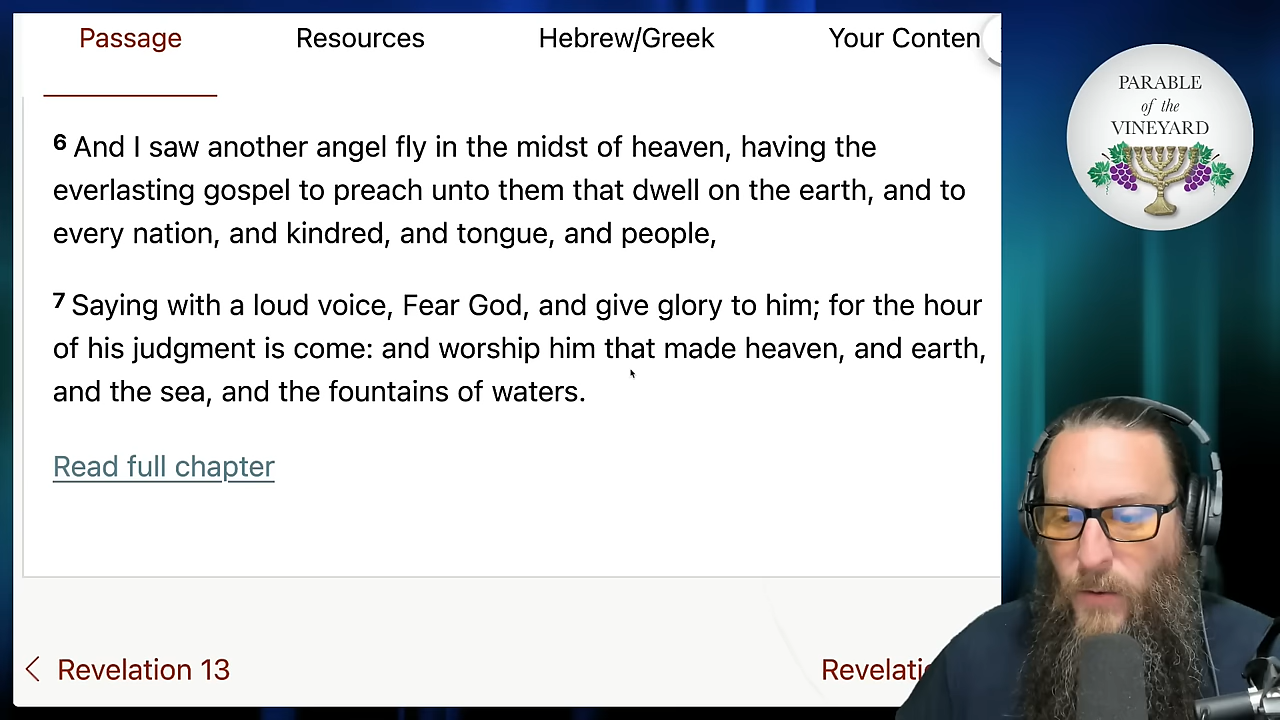 Passage
Resources
Hebrew/Greek
Your Conten
6 And I saw another angel fly in the midst of heaven, having the
everlasting gospel to preach unto them that dwell on the earth, and to
every nation, and kindred, and tongue, and people,
7 Saying with a loud voice, Fear God, and give glory to him; for the hour
of his judgment is come: and worship him that made heaven, and earth,
and the sea, and the fountains of waters.
Read full chapter
Revelation 13
Revelati
PARABLE
of the
VINEYARD